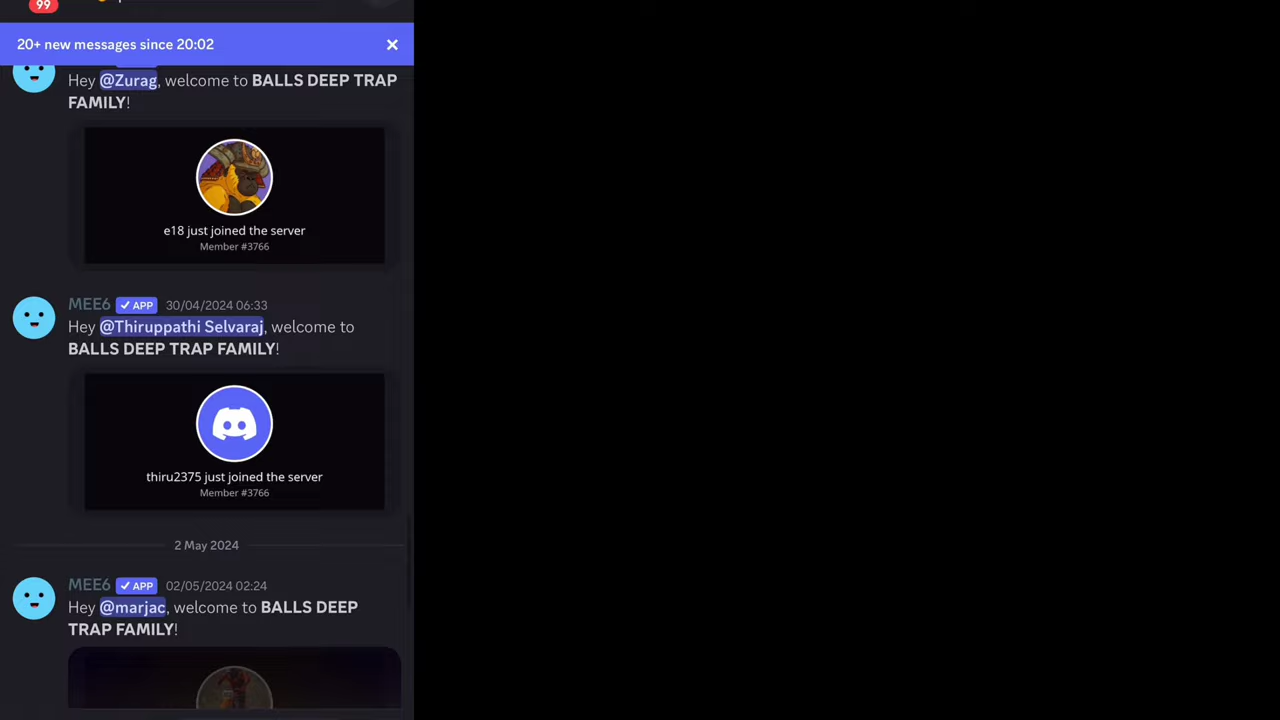 99
20+ new messages since 20:02
Hey @Zurag, welcome to BALLS DEEP TRAP
FAMILY!
e18 just joined the server
Member #3766
MEE6 ✓ APP 30/04/2024 06:33
Hey @Thiruppathi Selvaraj, welcome to
BALLS DEEP TRAP FAMILY!
thiru2375 just joined the server
Member #3766
2 May 2024
MEE6 ✓ APP 02/05/2024 02:24
Hey @marjac, welcome to BALLS DEEP
TRAP FAMILY!